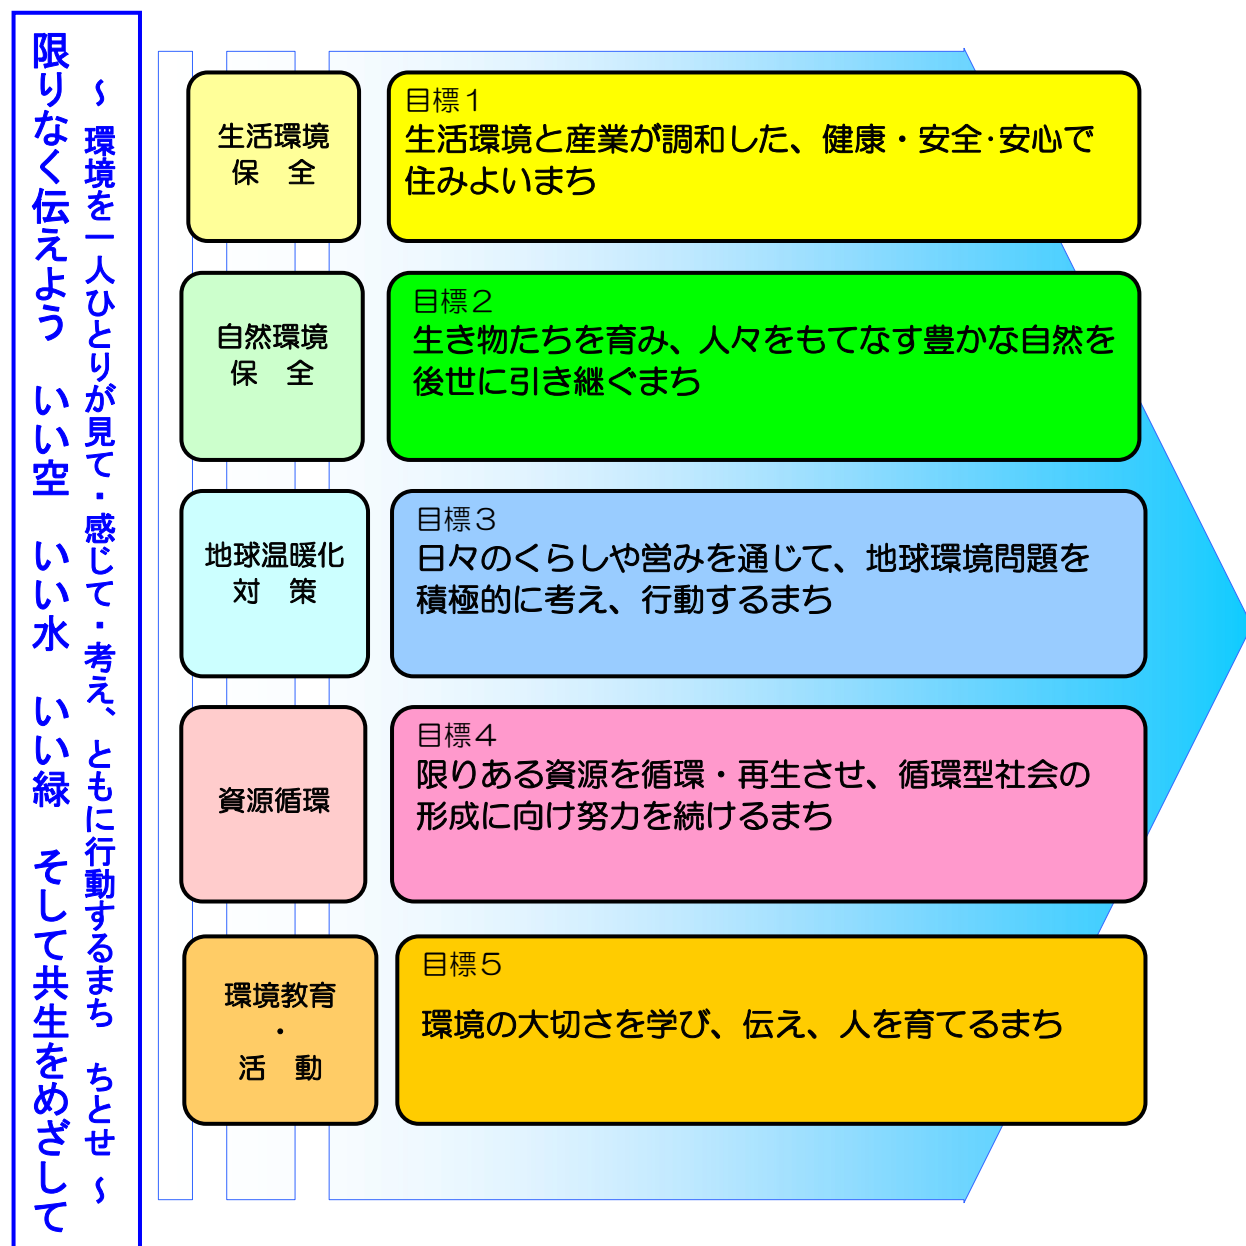 限りなく伝えよう　いい空　いい水　いい緑　そして共生をめざして
～ 環境を一人ひとりが見て・感じて・考え、ともに行動するまち　ちとせ ～
生活環境
保　全
目標１
生活環境と産業が調和した、健康・安全・安心で
住みよいまち
自然環境
保　全
目標２
生き物たちを育み、人々をもてなす豊かな自然を
後世に引き継ぐまち
地球温暖化
対　策
目標３
日々のくらしや営みを通じて、地球環境問題を
積極的に考え、行動するまち
資源循環
目標４
限りある資源を循環・再生させ、循環型社会の
形成に向け努力を続けるまち
環境教育
・
活　動
目標５
環境の大切さを学び、伝え、人を育てるまち